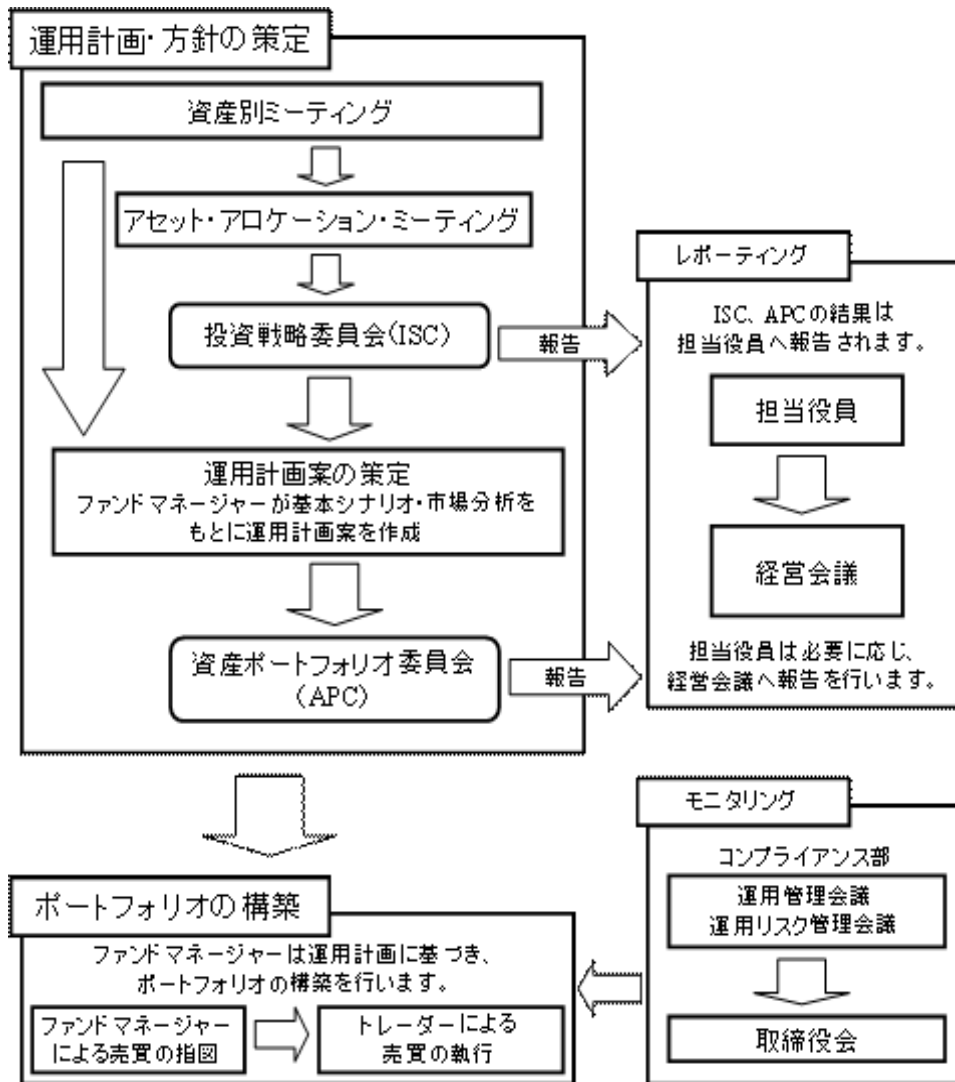 運用計画・方針の策定
資産別ミーティング
アセット・アロケーション・ミーティング
投資戦略委員会(ISC)
報告
運用計画案の策定
ファンドマネージャーが基本シナリオ・市場分析を
もとに運用計画案を作成
資産ポートフォリオ委員会
(APC)
報告
レポーティング
ISC、APCの結果は
担当役員へ報告されます。
担当役員
経営会議
担当役員は必要に応じ、
経営会議へ報告を行います。
ポートフォリオの構築
ファンドマネージャーは運用計画に基づき、
ポートフォリオの構築を行います。
ファンドマネージャー
による売買の指図
トレーダーによる
売買の執行
モニタリング
コンプライアンス部
運用管理会議
運用リスク管理会議
取締役会